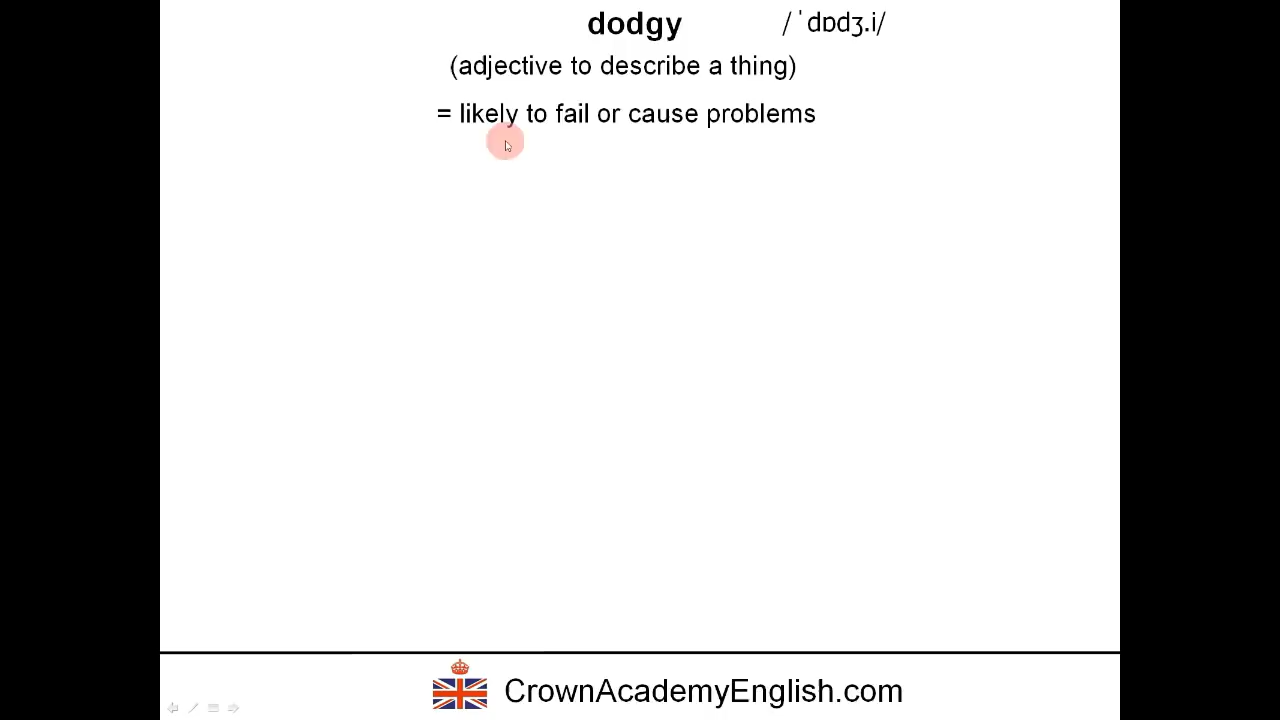 dodgy /ˈdɒdʒ.i/
(adjective to describe a thing)
= likely to fail or cause problems
CrownAcademyEnglish.com